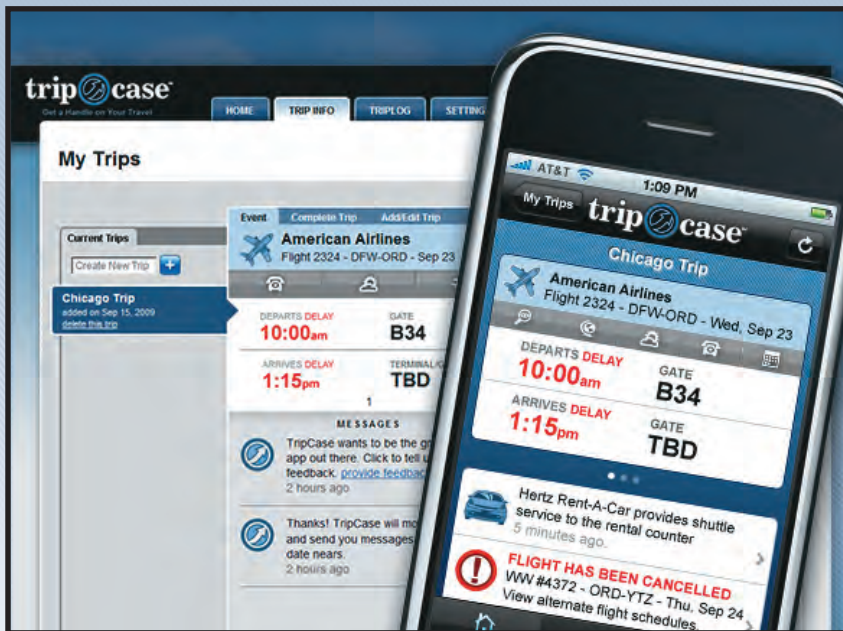 trip case
Get a Handle on Your Travel
HOME
TRIP INFO
TRIPLOG
SETTING
My Trips
Current Trips
Create New Trip
+
Chicago Trip
added on Sep 15, 2009
delete this trip
Event
Complete Trip
Add/Edit Trip
American Airlines
Flight 2324 - DFW-ORD - Sep 23
DEPARTS DELAY
GATE
10:00am
B34
ARRIVES DELAY
TERMINAL/G
1:15pm
TBD
1
MESSAGES
TripCase wants to be the
app out there. Click to tell
feedback. provide feedba
2 hours ago
Thanks! TripCase will mo
and send you messages
date nears.
2 hours ago
AT&T
1:09 PM
My Trips
trip case
Chicago Trip
American Airlines
Flight 2324 - DFW-ORD - Wed, Sep 23
DEPARTS DELAY
GATE
10:00am
B34
ARRIVES DELAY
GATE
1:15pm
TBD
Hertz Rent-A-Car provides shuttle
service to the rental counter
5 minutes ago.
FLIGHT HAS BEEN CANCELLED
WW #4372 - ORD-YTZ - Thu, Sep 24
View alternate flight schedules.